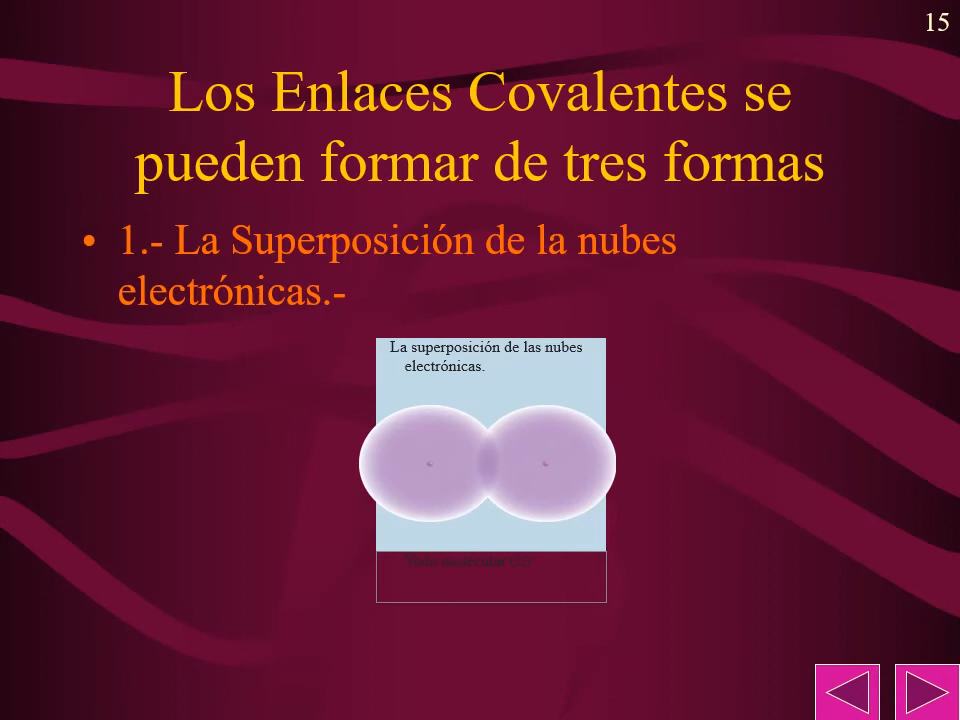 15
Los Enlaces Covalentes se
pueden formar de tres formas
• 1.- La Superposición de la nubes
electrónicas.-
La superposición de las nubes
electrónicas.